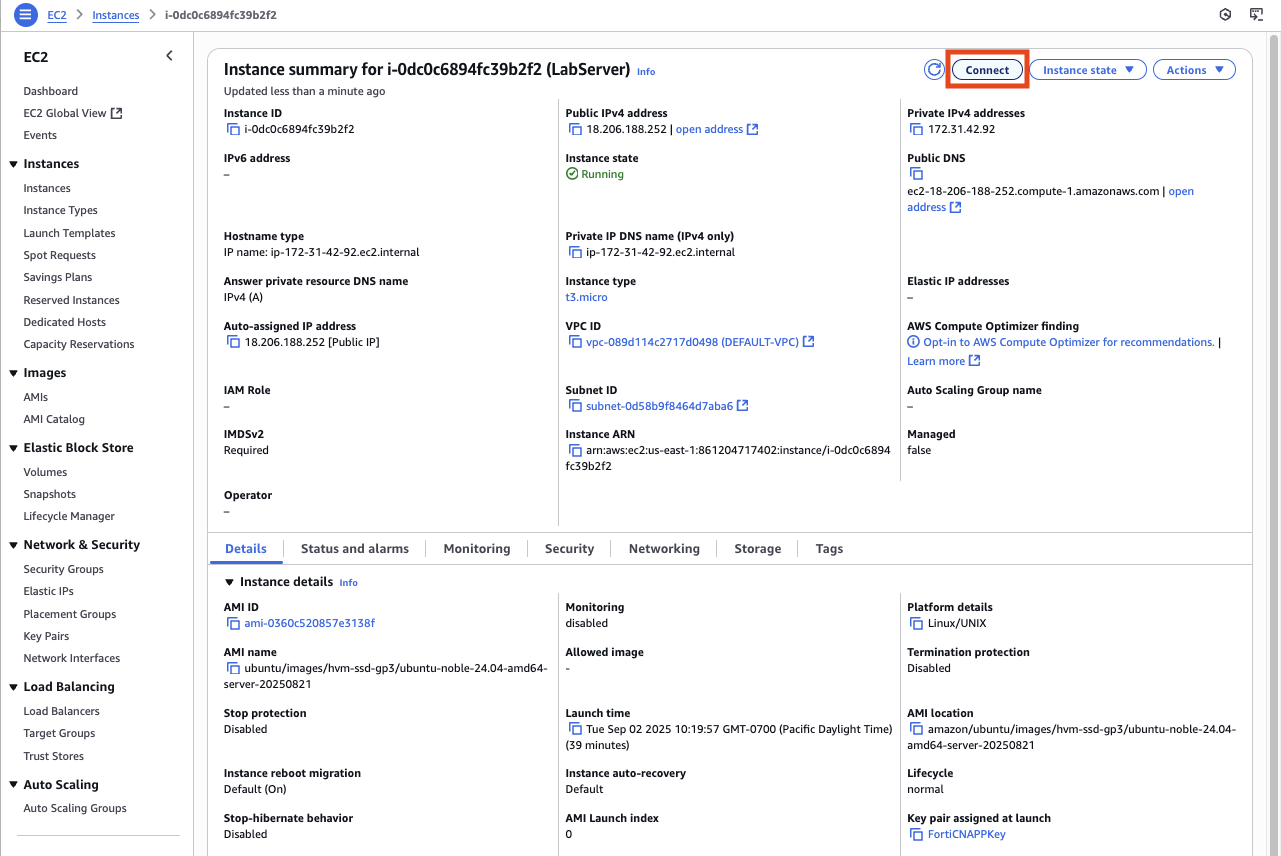 EC2 > Instances > i-0dc0c6894fc39b2f2
EC2
Dashboard
EC2 Global View
Events
Instances
Instances
Instance Types
Launch Templates
Spot Requests
Savings Plans
Reserved Instances
Dedicated Hosts
Capacity Reservations
Images
AMIs
AMI Catalog
Elastic Block Store
Volumes
Snapshots
Lifecycle Manager
Network & Security
Security Groups
Elastic IPs
Placement Groups
Key Pairs
Network Interfaces
Load Balancing
Load Balancers
Target Groups
Trust Stores
Auto Scaling
Auto Scaling Groups
Instance summary for i-0dc0c6894fc39b2f2 (LabServer) Info
Updated less than a minute ago
Connect
Instance state
Actions
Instance ID
i-0dc0c6894fc39b2f2
Public IPv4 address
18.206.188.252 | open address
Private IPv4 addresses
172.31.42.92
IPv6 address
–
Instance state
Running
Public DNS
ec2-18-206-188-252.compute-1.amazonaws.com | open
address
Hostname type
IP name: ip-172-31-42-92.ec2.internal
Private IP DNS name (IPv4 only)
ip-172-31-42-92.ec2.internal
Answer private resource DNS name
IPv4 (A)
Instance type
t3.micro
Elastic IP addresses
–
Auto-assigned IP address
18.206.188.252 [Public IP]
VPC ID
vpc-089d114c2717d0498 (DEFAULT-VPC)
AWS Compute Optimizer finding
Opt-in to AWS Compute Optimizer for recommendations. |
Learn more
IAM Role
–
Subnet ID
subnet-0d58b9f8464d7aba6
Auto Scaling Group name
–
IMDSv2
Required
Instance ARN
arn:aws:ec2:us-east-1:861204717402:instance/i-0dc0c6894
fc39b2f2
Managed
false
Operator
–
Details
Status and alarms
Monitoring
Security
Networking
Storage
Tags
Instance details Info
AMI ID
ami-0360c520857e3138f
Monitoring
disabled
Platform details
Linux/UNIX
AMI name
ubuntu/images/hvm-ssd-gp3/ubuntu-noble-24.04-amd64-
server-20250821
Allowed image
-
Termination protection
Disabled
Stop protection
Disabled
Launch time
Tue Sep 02 2025 10:19:57 GMT-0700 (Pacific Daylight Time)
(39 minutes)
AMI location
amazon/ubuntu/images/hvm-ssd-gp3/ubuntu-noble-24.04-
amd64-server-20250821
Instance reboot migration
Default (On)
Instance auto-recovery
Default
Lifecycle
normal
Stop-hibernate behavior
Disabled
AMI Launch index
0
Key pair assigned at launch
FortiCNAPPKey